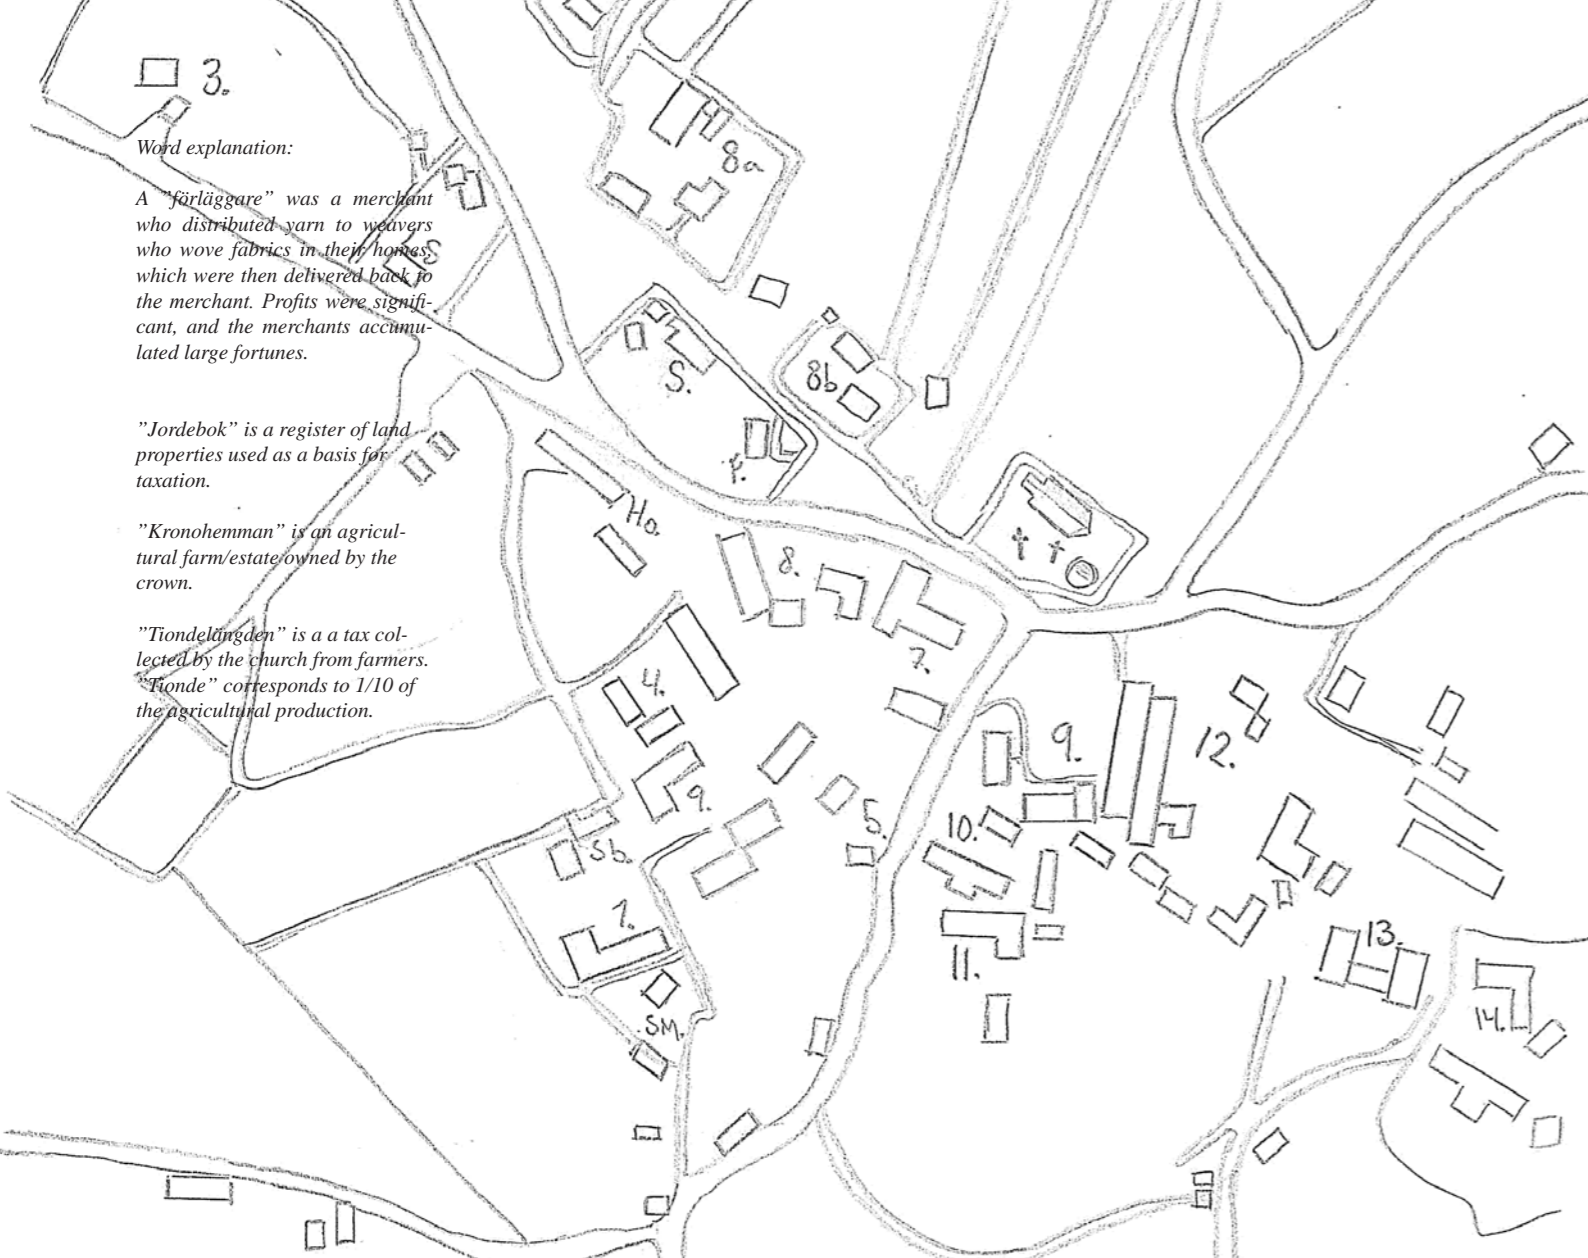 3.
Word explanation:
A ”förläggare” was a merchant
who distributed yarn to weavers
who wove fabrics in their homes,
which were then delivered back to
the merchant. Profits were signifi-
cant, and the merchants accumu-
lated large fortunes.
”Jordebok” is a register of land
properties used as a basis for
taxation.
”Kronohemman” is an agricul-
tural farm/estate owned by the
crown.
”Tiondelängden” is a a tax col-
lected by the church from farmers.
”Tionde” corresponds to 1/10 of
the agricultural production.
8a
S.
8b
Ho.
8.
7.
4.
9.
9.
12.
5.
10.
Sb.
1.
11.
13.
SM.
14.